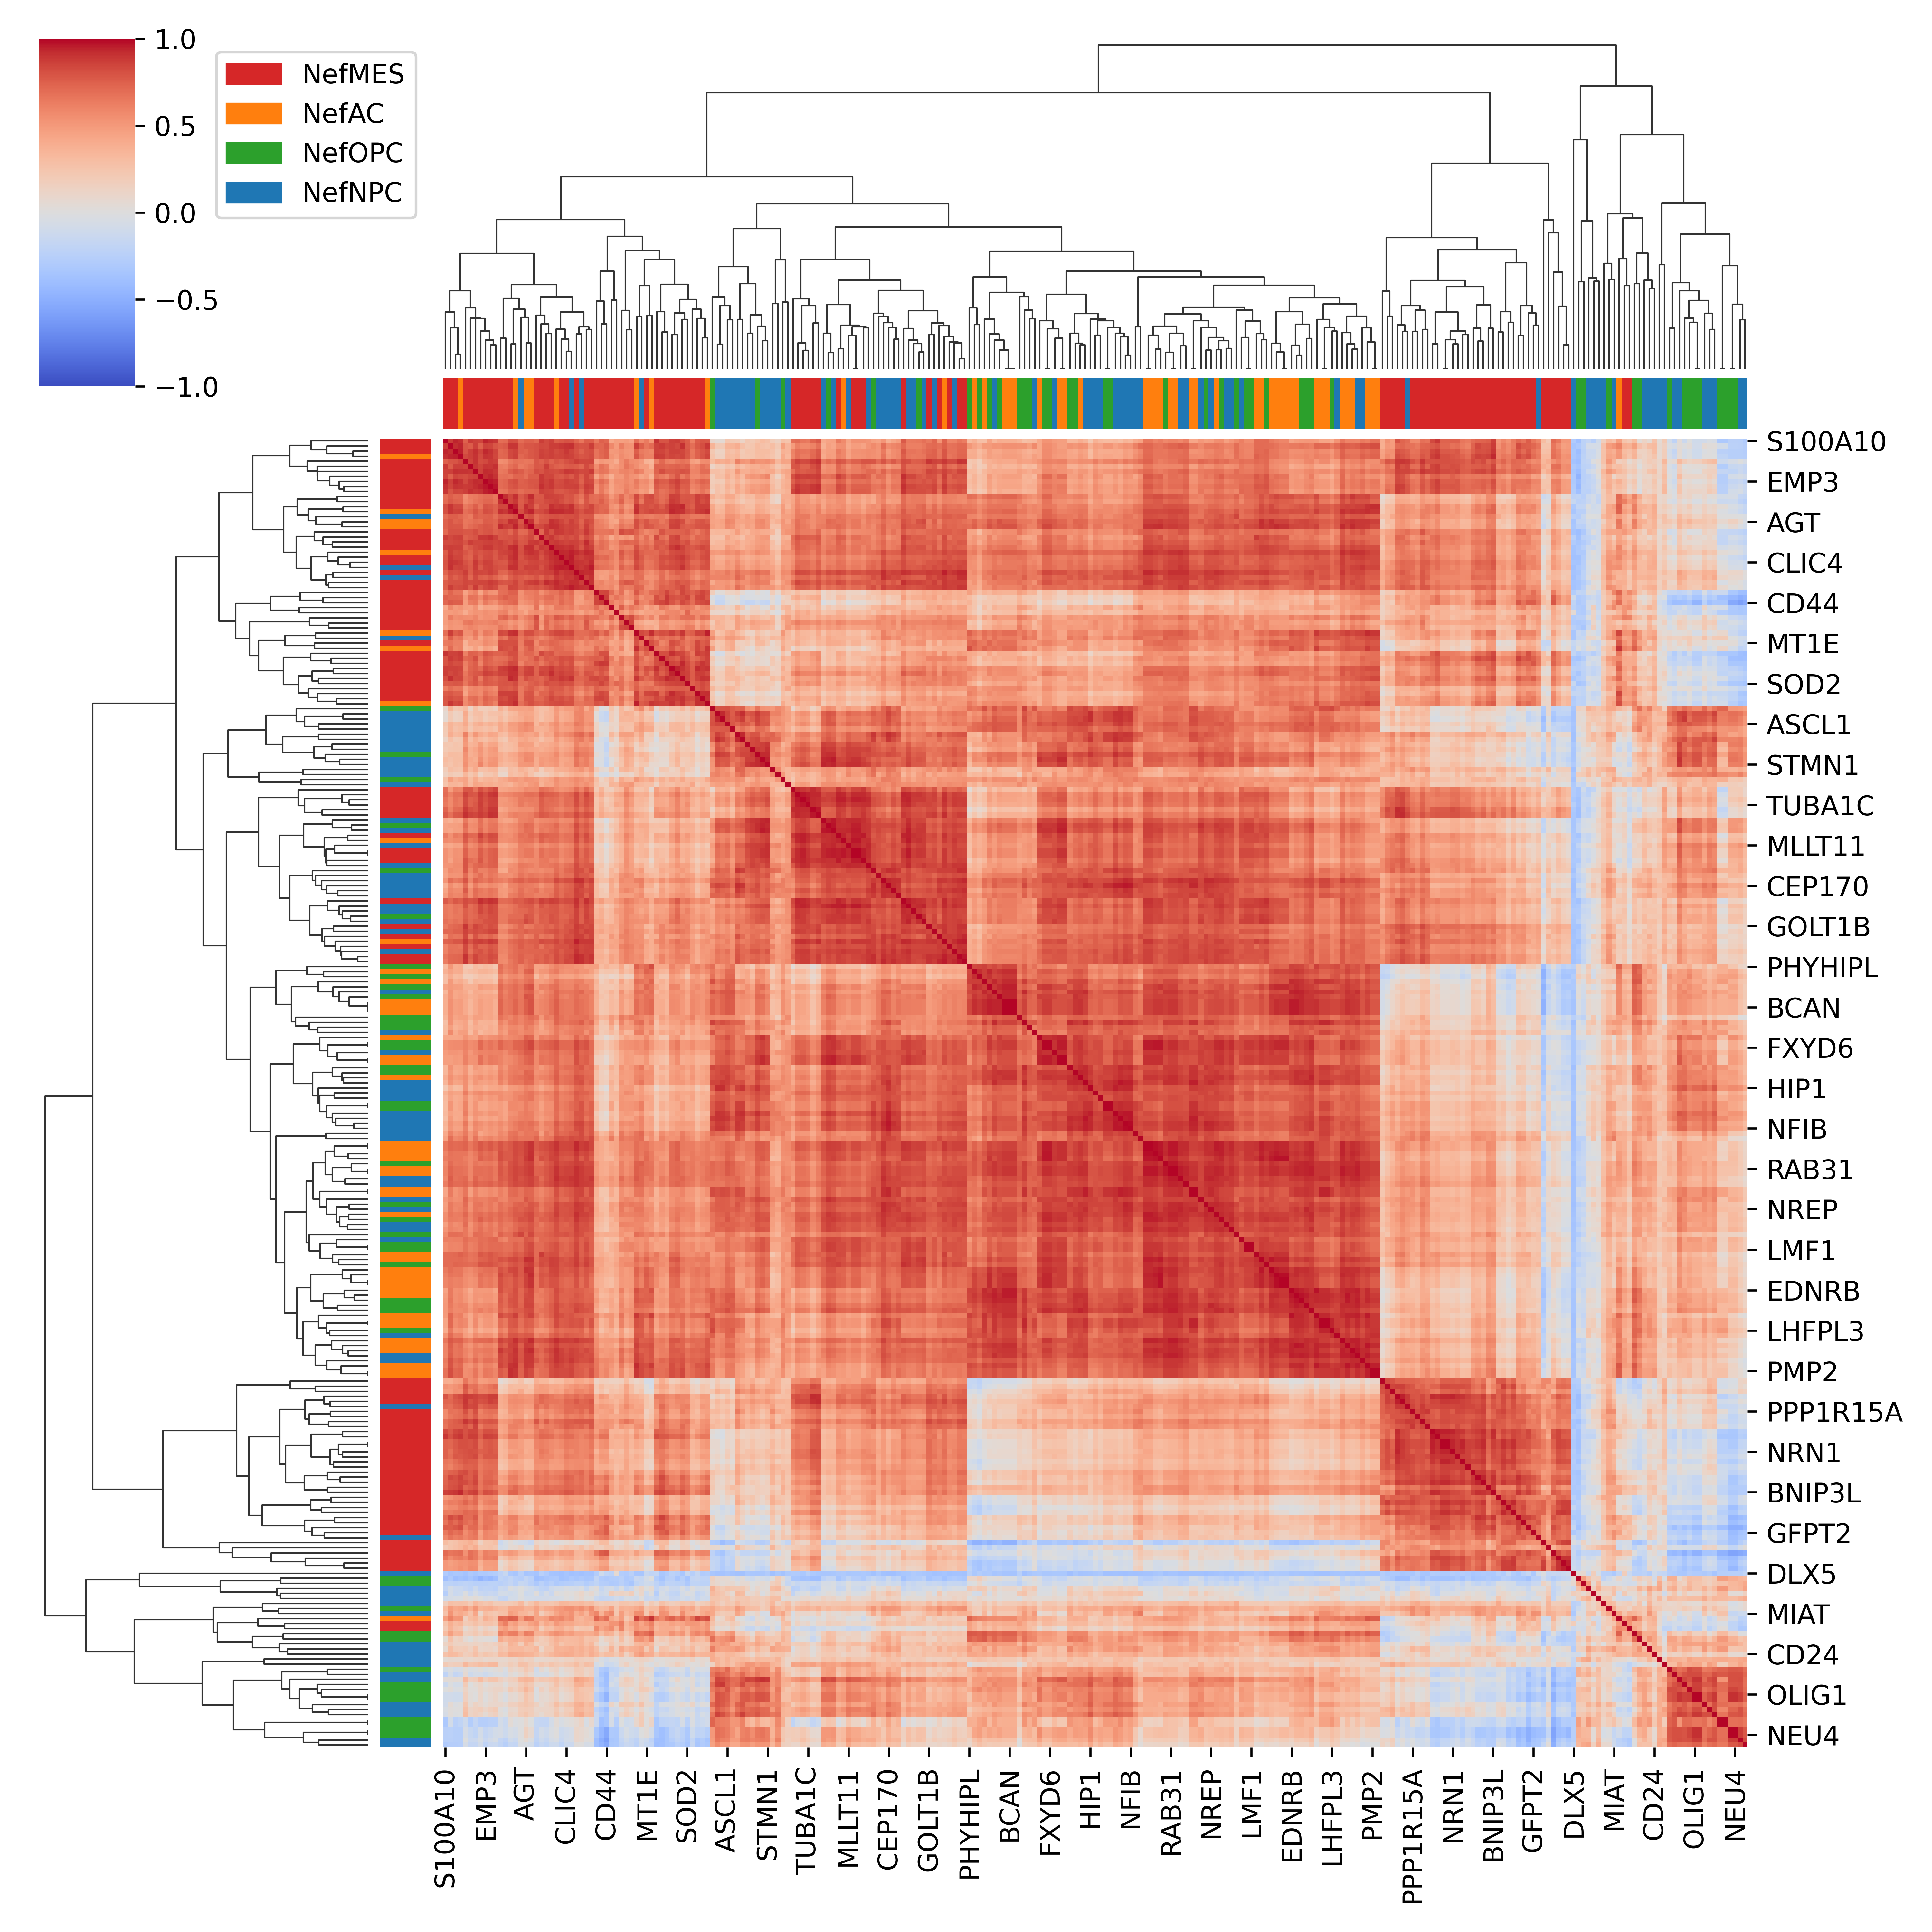 1.0
0.5
0.0
−0.5
−1.0
NefMES
NefAC
NefOPC
NefNPC
S100A10
EMP3
AGT
CLIC4
CD44
MT1E
SOD2
ASCL1
STMN1
TUBA1C
MLLT11
CEP170
GOLT1B
PHYHIPL
BCAN
FXYD6
HIP1
NFIB
RAB31
NREP
LMF1
EDNRB
LHFPL3
PMP2
PPP1R15A
NRN1
BNIP3L
GFPT2
DLX5
MIAT
CD24
OLIG1
NEU4
S100A10
EMP3
AGT
CLIC4
CD44
MT1E
SOD2
ASCL1
STMN1
TUBA1C
MLLT11
CEP170
GOLT1B
PHYHIPL
BCAN
FXYD6
HIP1
NFIB
RAB31
NREP
LMF1
EDNRB
LHFPL3
PMP2
PPP1R15A
NRN1
BNIP3L
GFPT2
DLX5
MIAT
CD24
OLIG1
NEU4